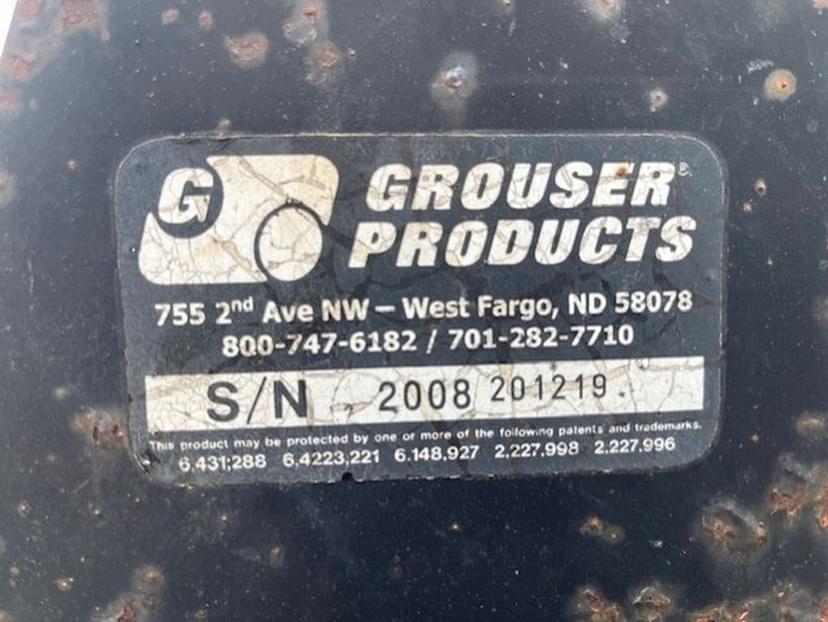 G GROUSER®
PRODUCTS
755 2nd Ave NW – West Fargo, ND 58078
800-747-6182 / 701-282-7710
S/N 2008 201219
This product may be protected by one or more of the following patents and trademarks.
6,431;288 6,4223,221 6.148,927 2,227,998 2.227,996